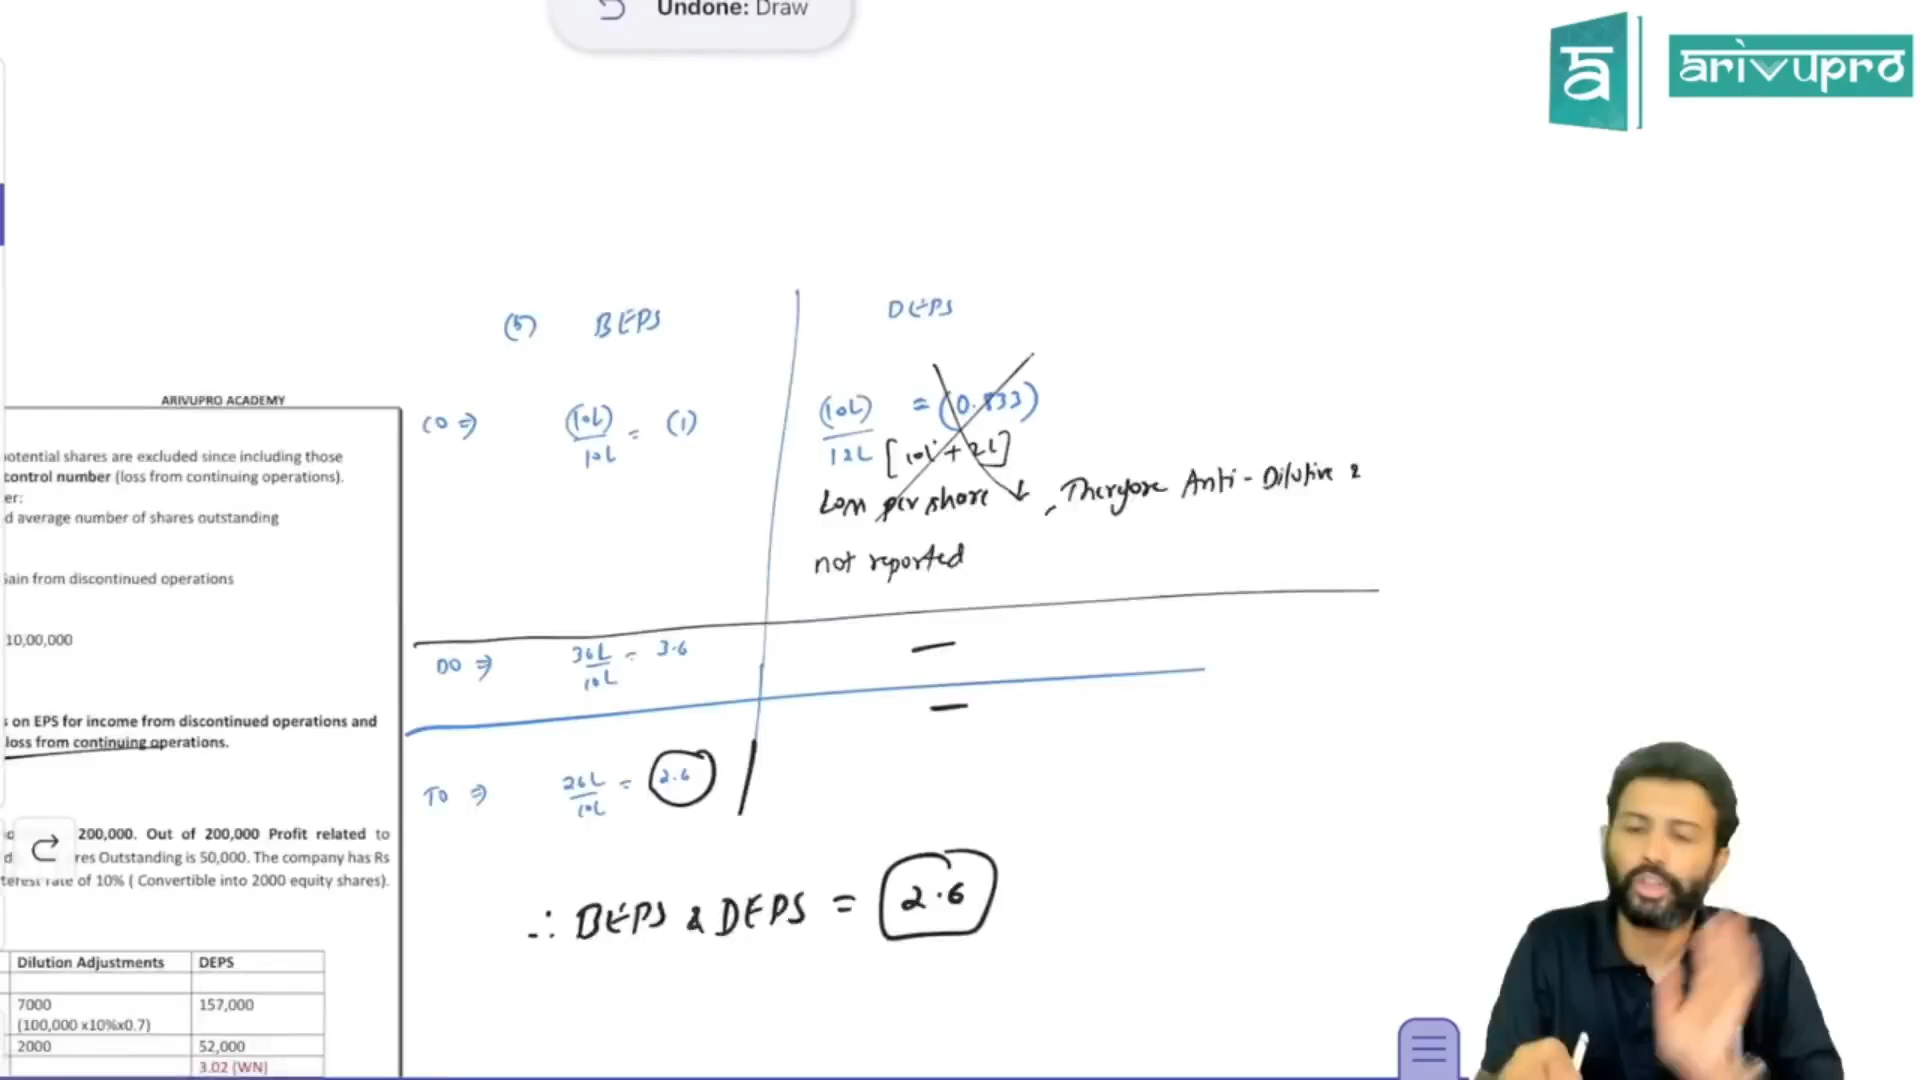 Undone: Draw
ā arivupro
(5) BEPS DEPS
ARIVUPRO ACADEMY
CO ⇒ (10L)/10L = (1) (10L)/12L = (0.833)
[10L + 2L]
potential shares are excluded since including those
control number (loss from continuing operations).
er:
d average number of shares outstanding
Loss per share ↓, Therefore Anti-Dilutive &
not reported
Gain from discontinued operations
10,00,000
DO ⇒ 36L/10L = 3.6 —
s on EPS for income from discontinued operations and
loss from continuing operations.
—
TO ⇒ 26L/10L = 2.6
200,000. Out of 200,000 Profit related to
res Outstanding is 50,000. The company has Rs
terest rate of 10% ( Convertible into 2000 equity shares).
∴ BEPS & DEPS = 2.6
Dilution Adjustments DEPS
7000 157,000
(100,000 x10%x0.7)
2000 52,000
3.02 (WN)